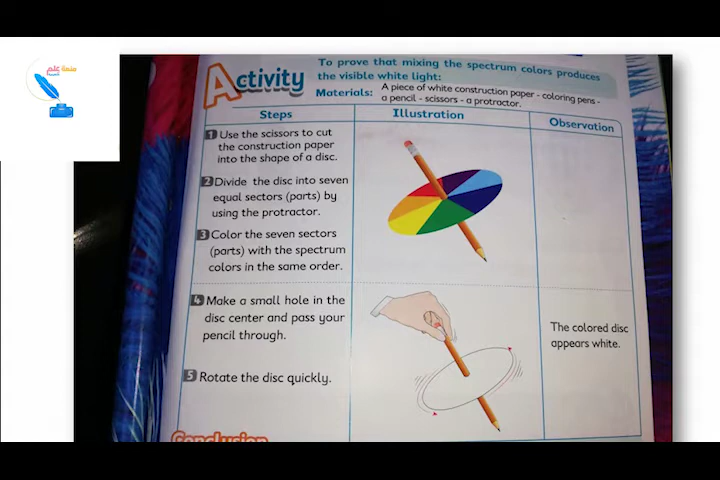 سنعة علم
Activity
To prove that mixing the spectrum colors produces
the visible white light:
Materials: A piece of white construction paper - coloring pens -
a pencil - scissors - a protractor.
Steps
Illustration
Observation
1 Use the scissors to cut
the construction paper
into the shape of a disc.
2 Divide the disc into seven
equal sectors (parts) by
using the protractor.
3 Color the seven sectors
(parts) with the spectrum
colors in the same order.
4 Make a small hole in the
disc center and pass your
pencil through.
5 Rotate the disc quickly.
The colored disc
appears white.
Conclusion